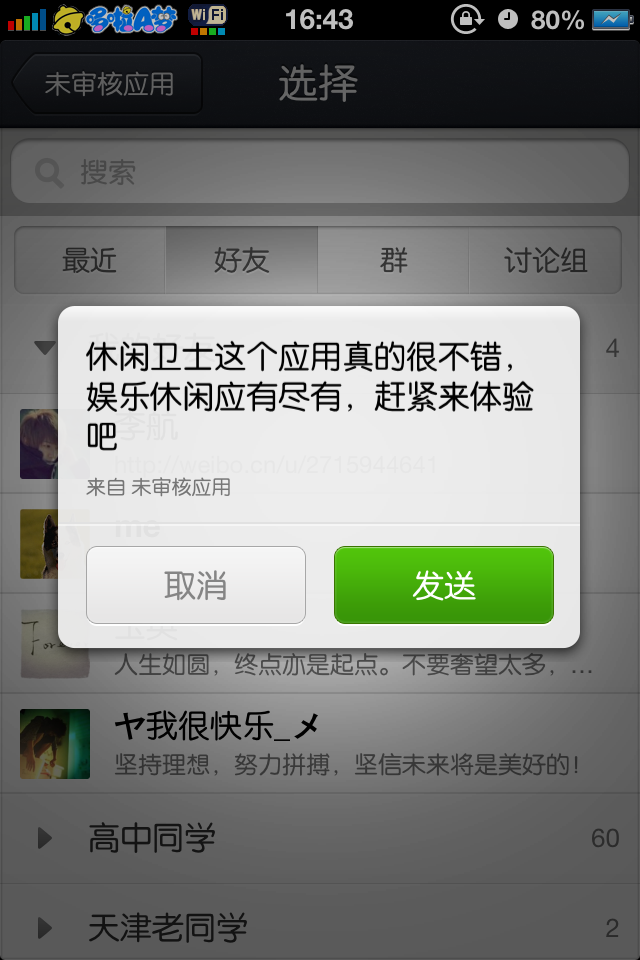 哆啦A梦 WiFi 16:43 80%
未审核应用 选择
搜索
最近 好友 群 讨论组
4
休闲卫士这个应用真的很不错,
娱乐休闲应有尽有，赶紧来体验
吧
李航
http://weibo.cn/u/2715944641
来自 未审核应用
me
取消 发送
人生如圆，终点亦是起点。不要奢望太多，...
ヤ我很快乐_メ
坚持理想，努力拼搏，坚信未来将是美好的!
高中同学 60
天津老同学 2